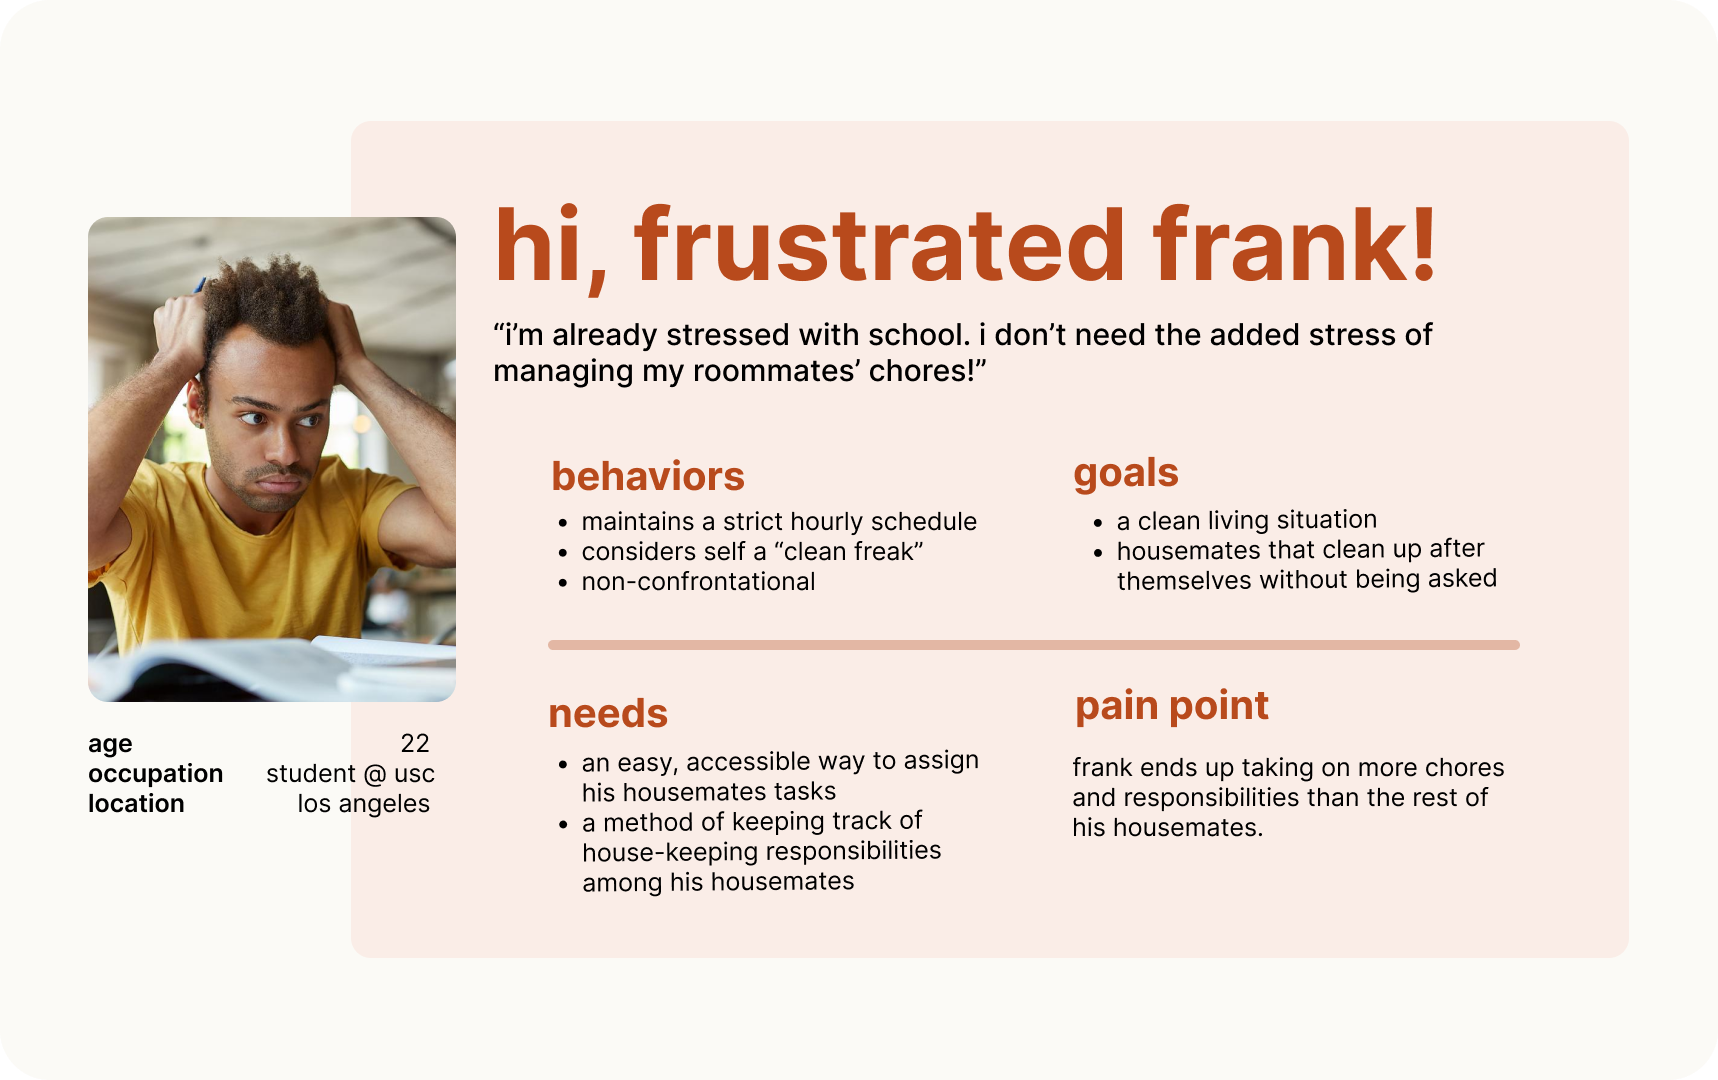 hi, frustrated frank!
“i’m already stressed with school. i don’t need the added stress of
managing my roommates’ chores!”
behaviors
• maintains a strict hourly schedule
• considers self a “clean freak”
• non-confrontational
goals
• a clean living situation
• housemates that clean up after
themselves without being asked
needs
• an easy, accessible way to assign
his housemates tasks
• a method of keeping track of
house-keeping responsibilities
among his housemates
pain point
frank ends up taking on more chores
and responsibilities than the rest of
his housemates.
age 22
occupation student @ usc
location los angeles